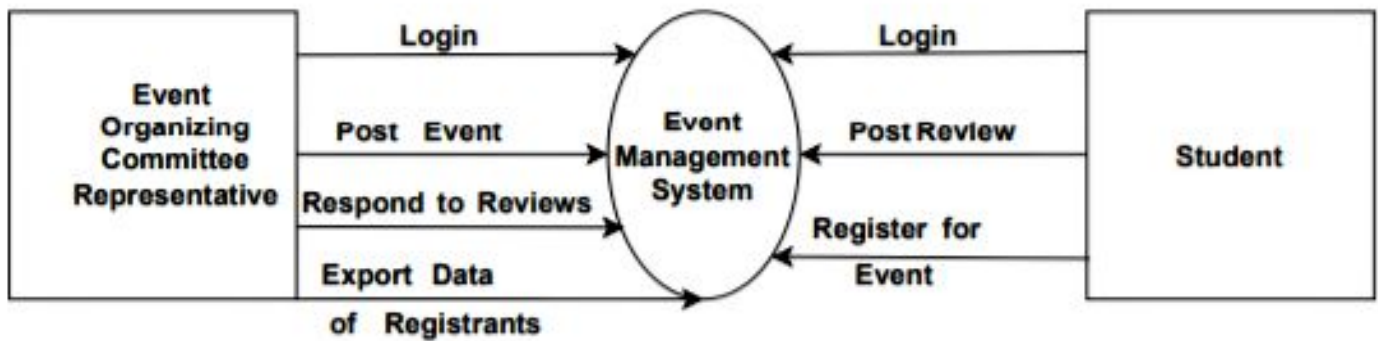 Event
Organizing
Committee
Representative
Login
Post Event
Respond to Reviews
Export Data
of Registrants
Event
Management
System
Login
Post Review
Register for
Event
Student